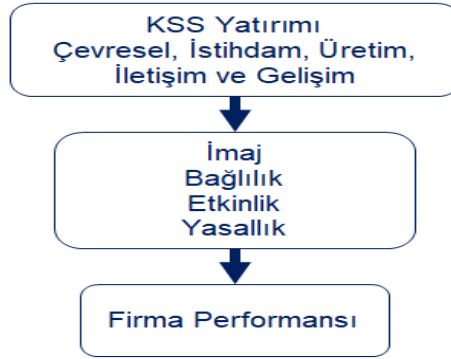 KSS Yatırımı
Çevresel, İstihdam, Üretim,
İletişim ve Gelişim
İmaj
Bağlılık
Etkinlik
Yasallık
Firma Performansı